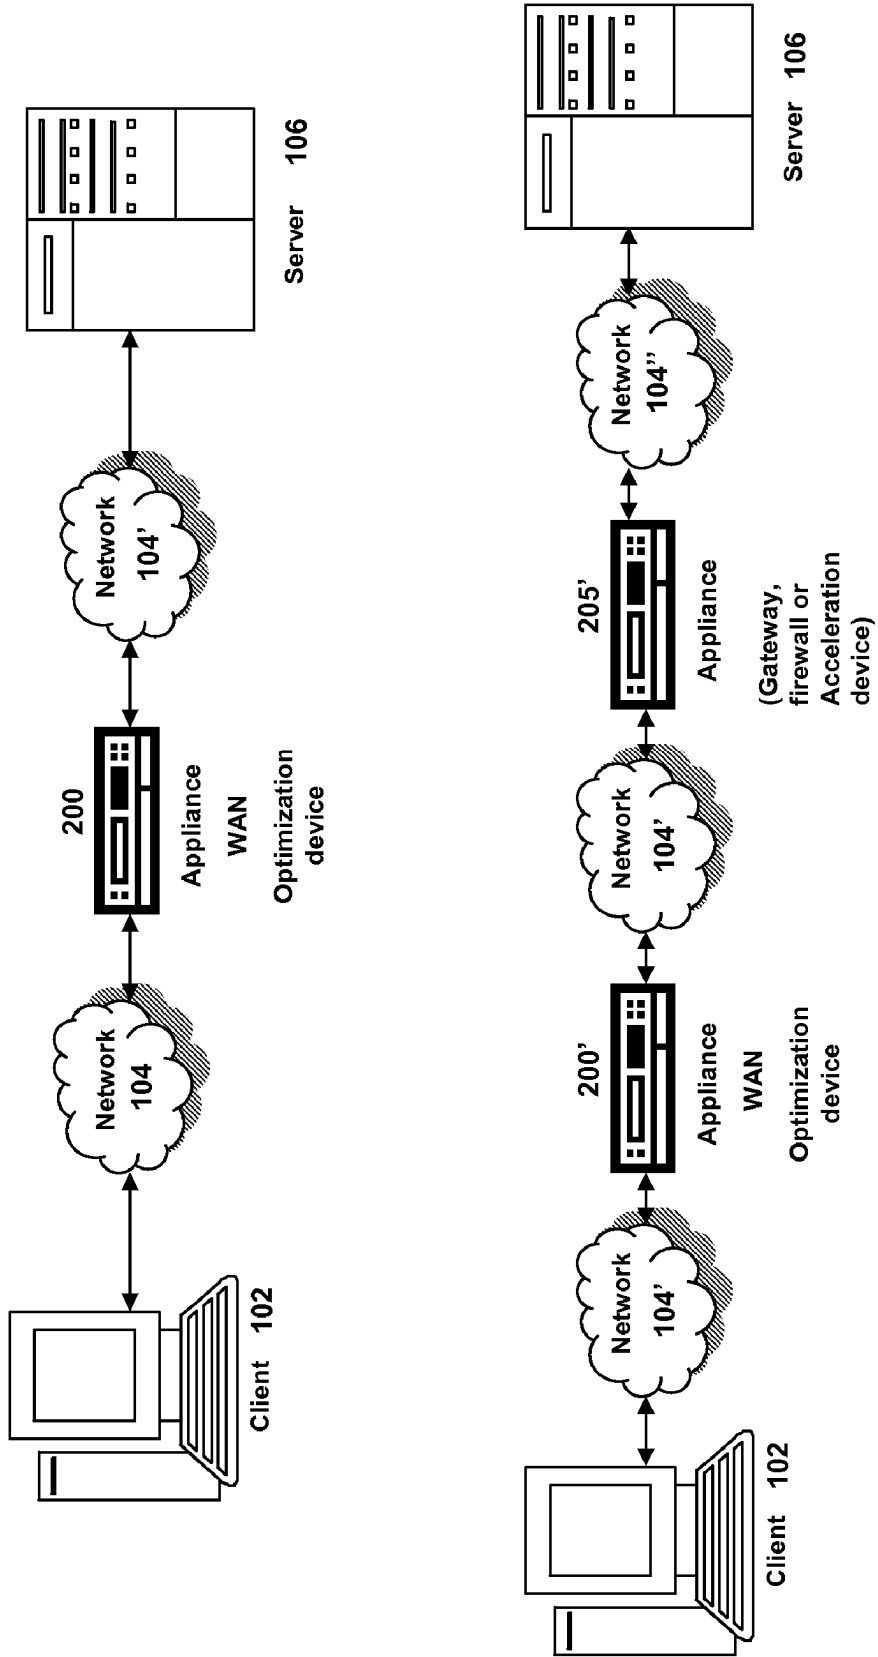 Client 102
Network
104
200
Appliance
WAN
Optimization
device
Network
104’
Server 106
Client 102
Network
104’
200’
Appliance
WAN
Optimization
device
Network
104’
205’
Appliance
(Gateway,
firewall or
Acceleration
device)
Network
104’’
Server 106